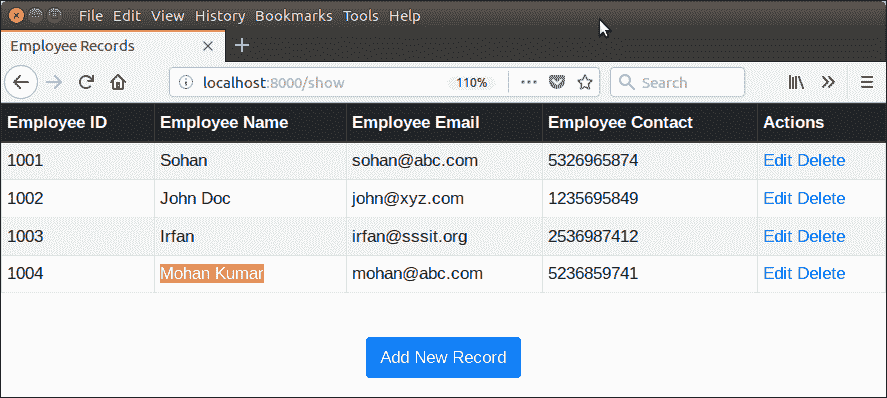 File Edit View History Bookmarks Tools Help
Employee Records
localhost:8000/show 110% Search
Employee ID Employee Name Employee Email Employee Contact Actions
1001 Sohan sohan@abc.com 5326965874 Edit Delete
1002 John Doc john@xyz.com 1235695849 Edit Delete
1003 Irfan irfan@sssit.org 2536987412 Edit Delete
1004 Mohan Kumar mohan@abc.com 5236859741 Edit Delete
Add New Record